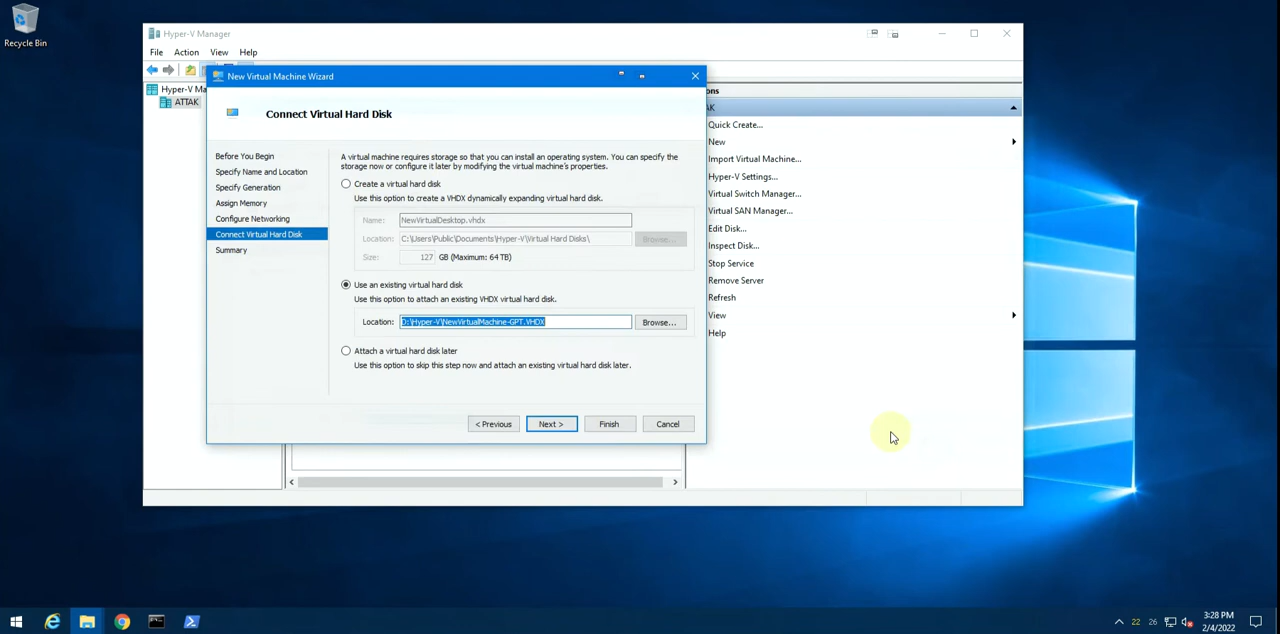 Recycle Bin
Hyper-V Manager
File Action View Help
Hyper-V Ma
ATTAK
New Virtual Machine Wizard
Connect Virtual Hard Disk
Before You Begin
Specify Name and Location
Specify Generation
Assign Memory
Configure Networking
Connect Virtual Hard Disk
Summary
A virtual machine requires storage so that you can install an operating system. You can specify the
storage now or configure it later by modifying the virtual machine's properties.
Create a virtual hard disk
Use this option to create a VHDX dynamically expanding virtual hard disk.
Name: NewVirtualDesktop.vhdx
Location: C:\Users\Public\Documents\Hyper-V\Virtual Hard Disks\ Browse...
Size: 127 GB (Maximum: 64 TB)
Use an existing virtual hard disk
Use this option to attach an existing VHDX virtual hard disk.
Location: D:\Hyper-V\NewVirtualMachine-GPT.VHDX Browse...
Attach a virtual hard disk later
Use this option to skip this step now and attach an existing virtual hard disk later.
< Previous Next > Finish Cancel
ons
AK
Quick Create...
New
Import Virtual Machine...
Hyper-V Settings...
Virtual Switch Manager...
Virtual SAN Manager...
Edit Disk...
Inspect Disk...
Stop Service
Remove Server
Refresh
View
Help
22 26
3:28 PM
2/4/2022